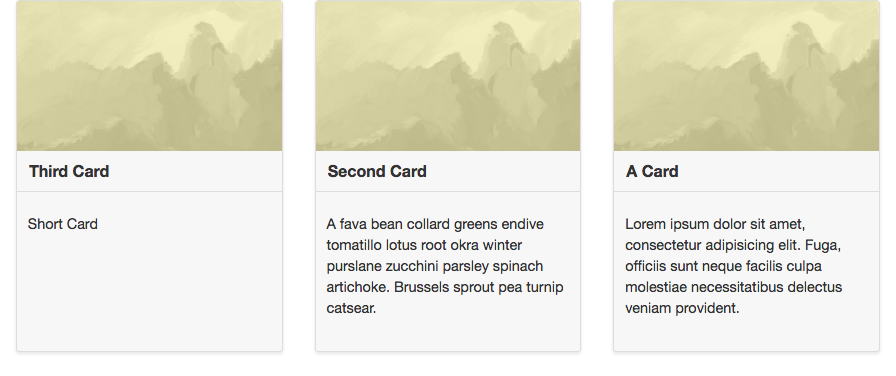 Third Card
Short Card
Second Card
A fava bean collard greens endive
tomatillo lotus root okra winter
purslane zucchini parsley spinach
artichoke. Brussels sprout pea turnip
catsear.
A Card
Lorem ipsum dolor sit amet,
consectetur adipisicing elit. Fuga,
officiis sunt neque facilis culpa
molestiae necessitatibus delectus
veniam provident.